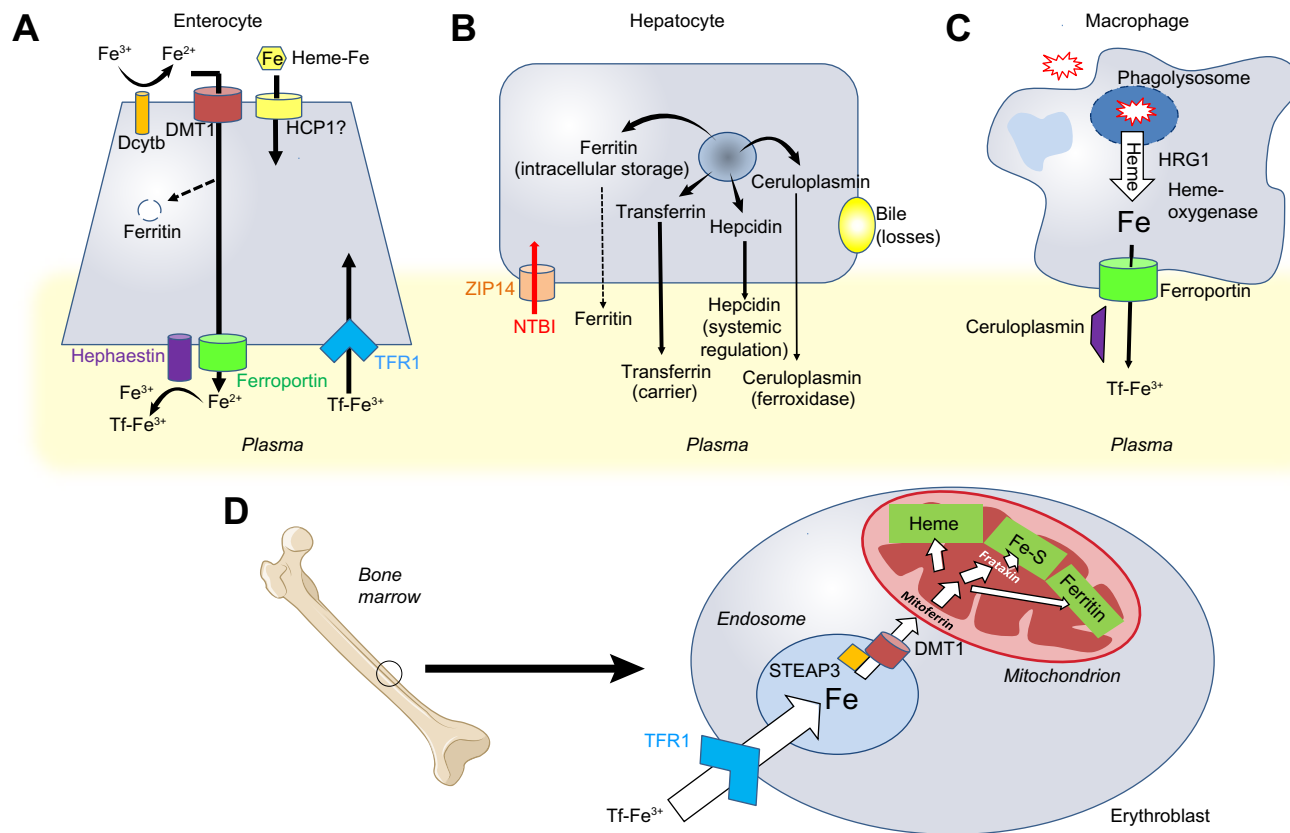 A
Enterocyte
Fe³⁺
Fe²⁺
Fe
Heme-Fe
Dcytb
DMT1
HCP1?
Ferritin
Hephaestin
Ferroportin
TFR1
Fe³⁺
Fe²⁺
Tf-Fe³⁺
Tf-Fe³⁺
Plasma
B
Hepatocyte
Ferritin
(intracellular storage)
Ceruloplasmin
Transferrin
Hepcidin
Bile
(losses)
ZIP14
NTBI
Ferritin
Hepcidin
(systemic
regulation)
Transferrin
(carrier)
Ceruloplasmin
(ferroxidase)
Plasma
C
Macrophage
Phagolysosome
Heme
HRG1
Heme-
oxygenase
Fe
Ferroportin
Ceruloplasmin
Tf-Fe³⁺
Plasma
D
Bone
marrow
Heme
Fe-S
Ferritin
Frataxin
Mitoferrin
Endosome
DMT1
STEAP3
Mitochondrion
Fe
TFR1
Tf-Fe³⁺
Erythroblast